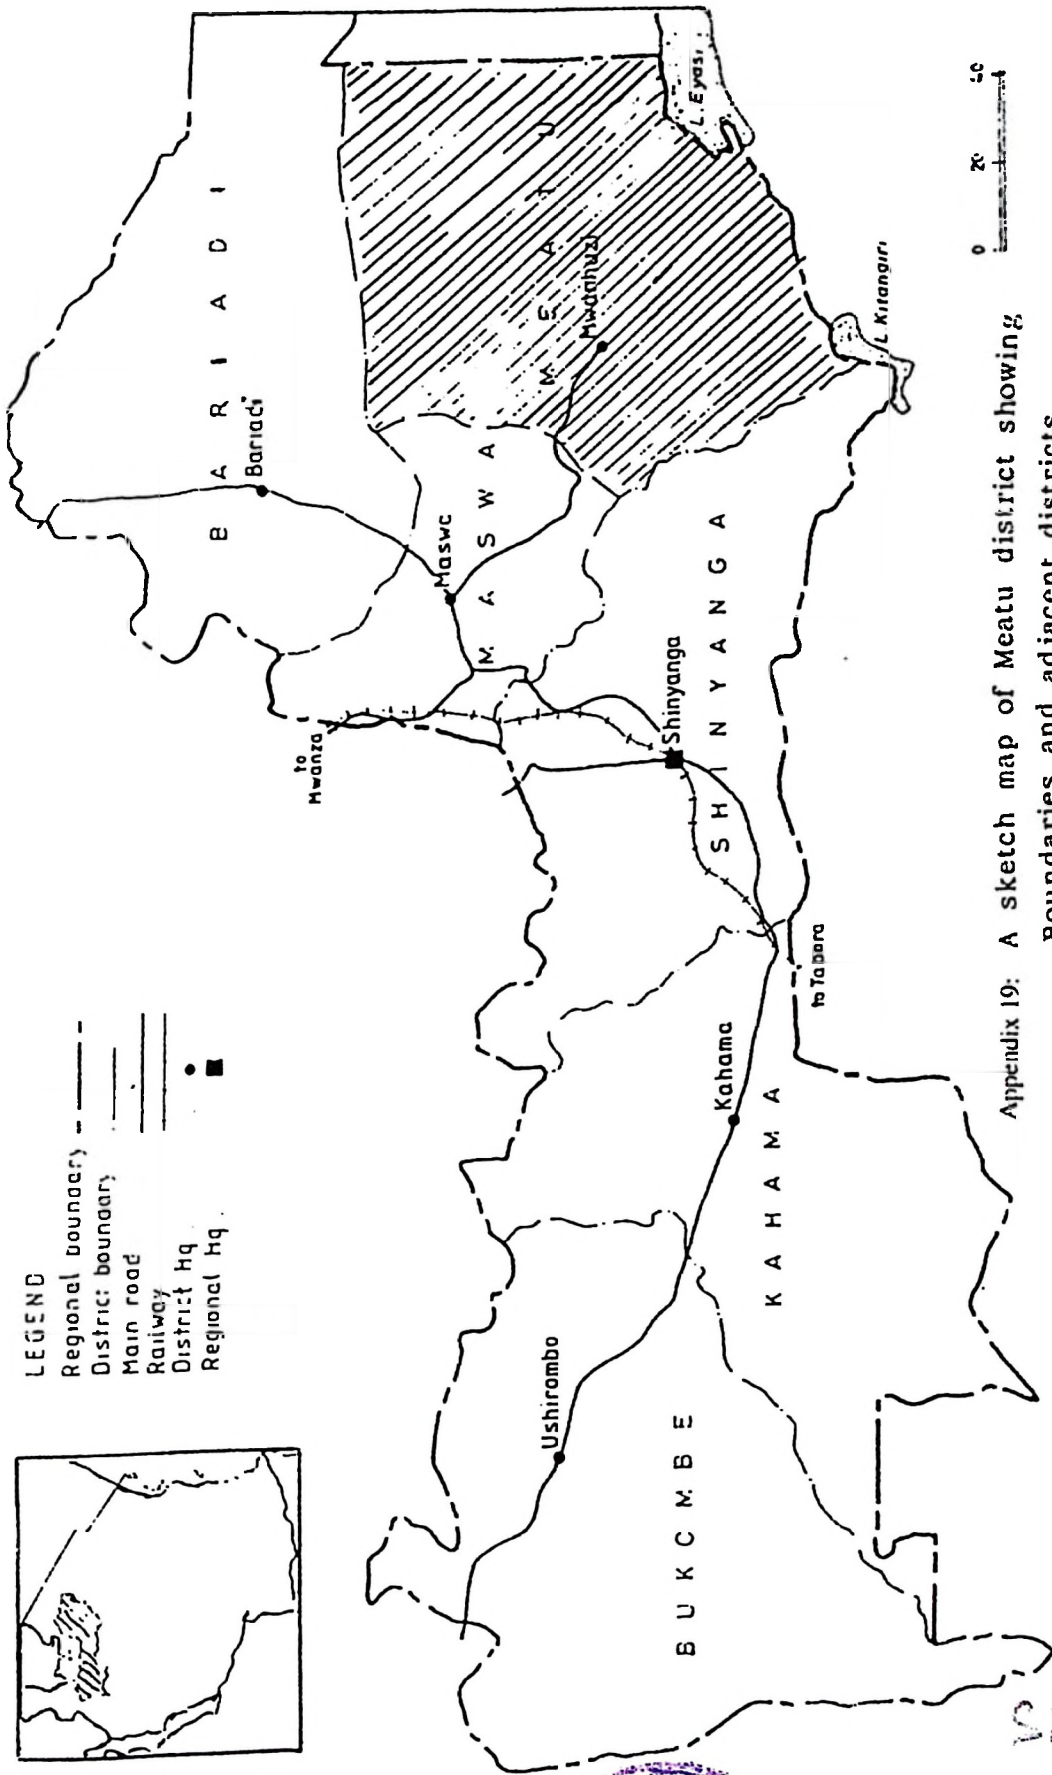 LEGEND
Regional boundary
District boundary
Main road
Railway
District Hq
Regional Hq.
BARIADI
Bariadi
Maswa
MASWA
MEATU
Mwanhuzi
L. Eyasi
L. Kitangiri
to
Mwanza
Shinyanga
SHINYANGA
to Tabora
Kahama
KAHAMA
Ushirombo
BUKCMBE
0 20 40
Appendix 19: A sketch map of Meatu district showing
Boundaries and adjacent districts